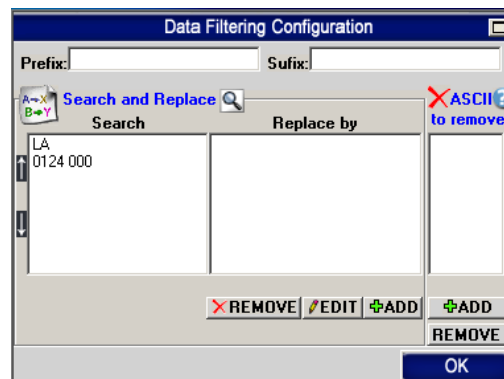 Data Filtering Configuration
Prefix: Sufix:
A→X
B→Y
Search and Replace
ASCII ?
to remove
Search Replace by
LA
0124 000
REMOVE EDIT ADD ADD
REMOVE
OK